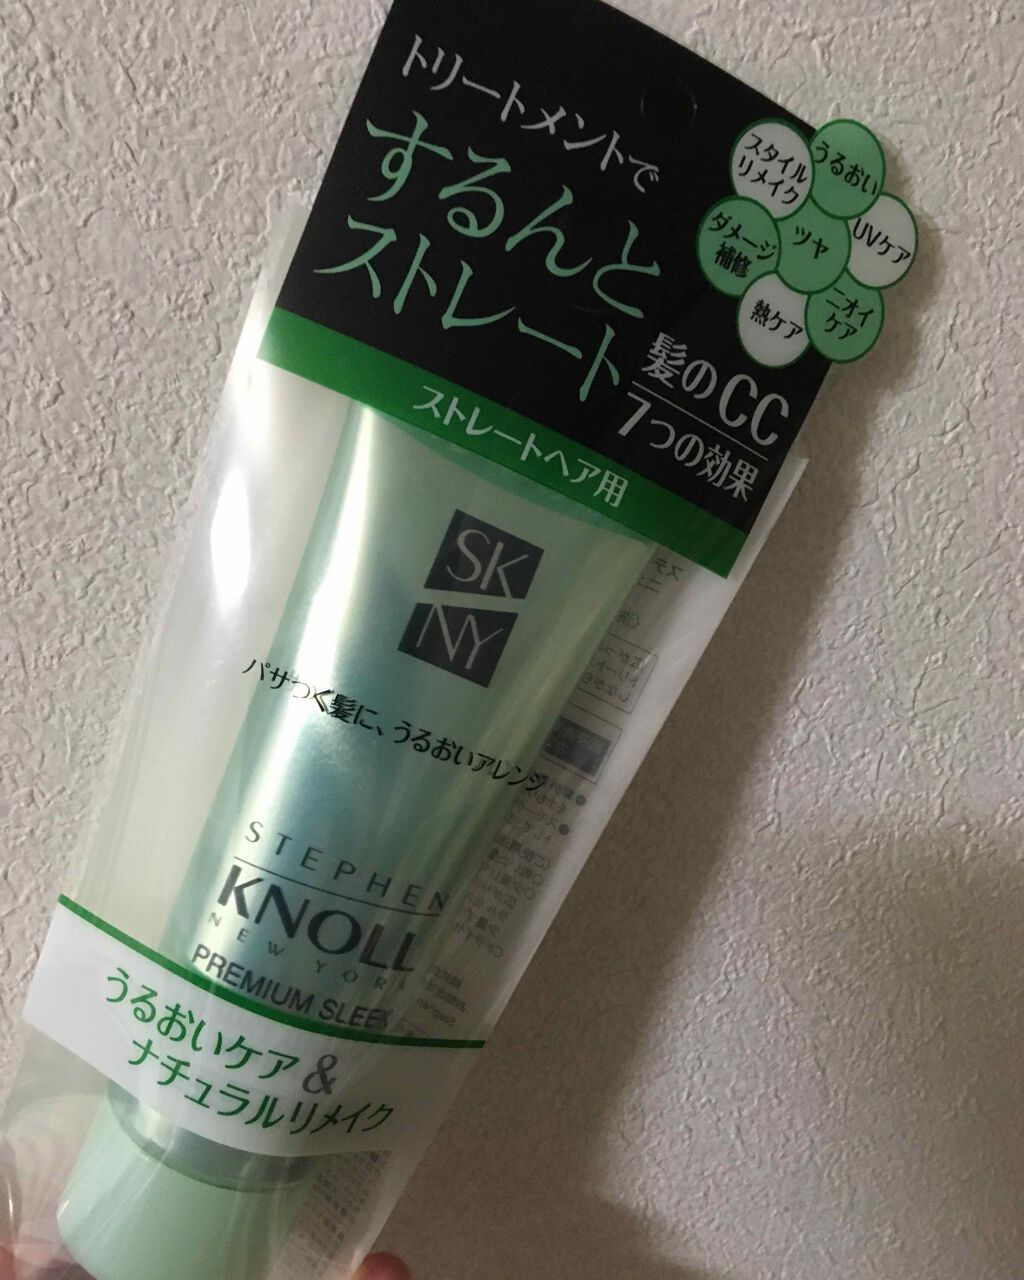 トリートメントで
するんと
ストレート
スタイル
リメイク
うるおい
UVケア
ダメージ
補修
ツヤ
熱ケア
ニオイ
ケア
髪のCC
7つの効果
ストレートヘア用
SK
NY
パサつく髪に、うるおいアレンジ
STEPHEN
KNOLL
NEW YORK
PREMIUM SLEEK
うるおいケア&
ナチュラルリメイク